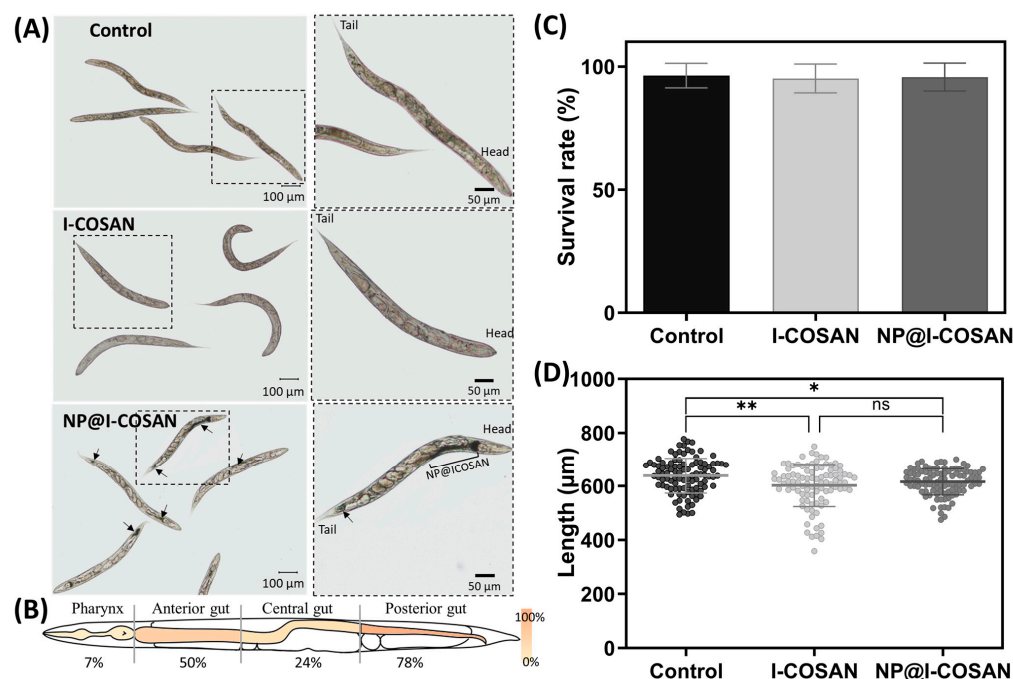 (A)
Control
Tail
Head
100 µm
50 µm
I-COSAN
Tail
Head
100 µm
50 µm
NP@I-COSAN
Head
NP@ICOSAN
Tail
100 µm
50 µm
(B)
Pharynx Anterior gut Central gut Posterior gut
100%
0%
7% 50% 24% 78%
(C)
Survival rate (%)
100
50
0
Control I-COSAN NP@I-COSAN
(D)
Length (µm)
1000
800
600
400
200
0
*
** ns
Control I-COSAN NP@I-COSAN